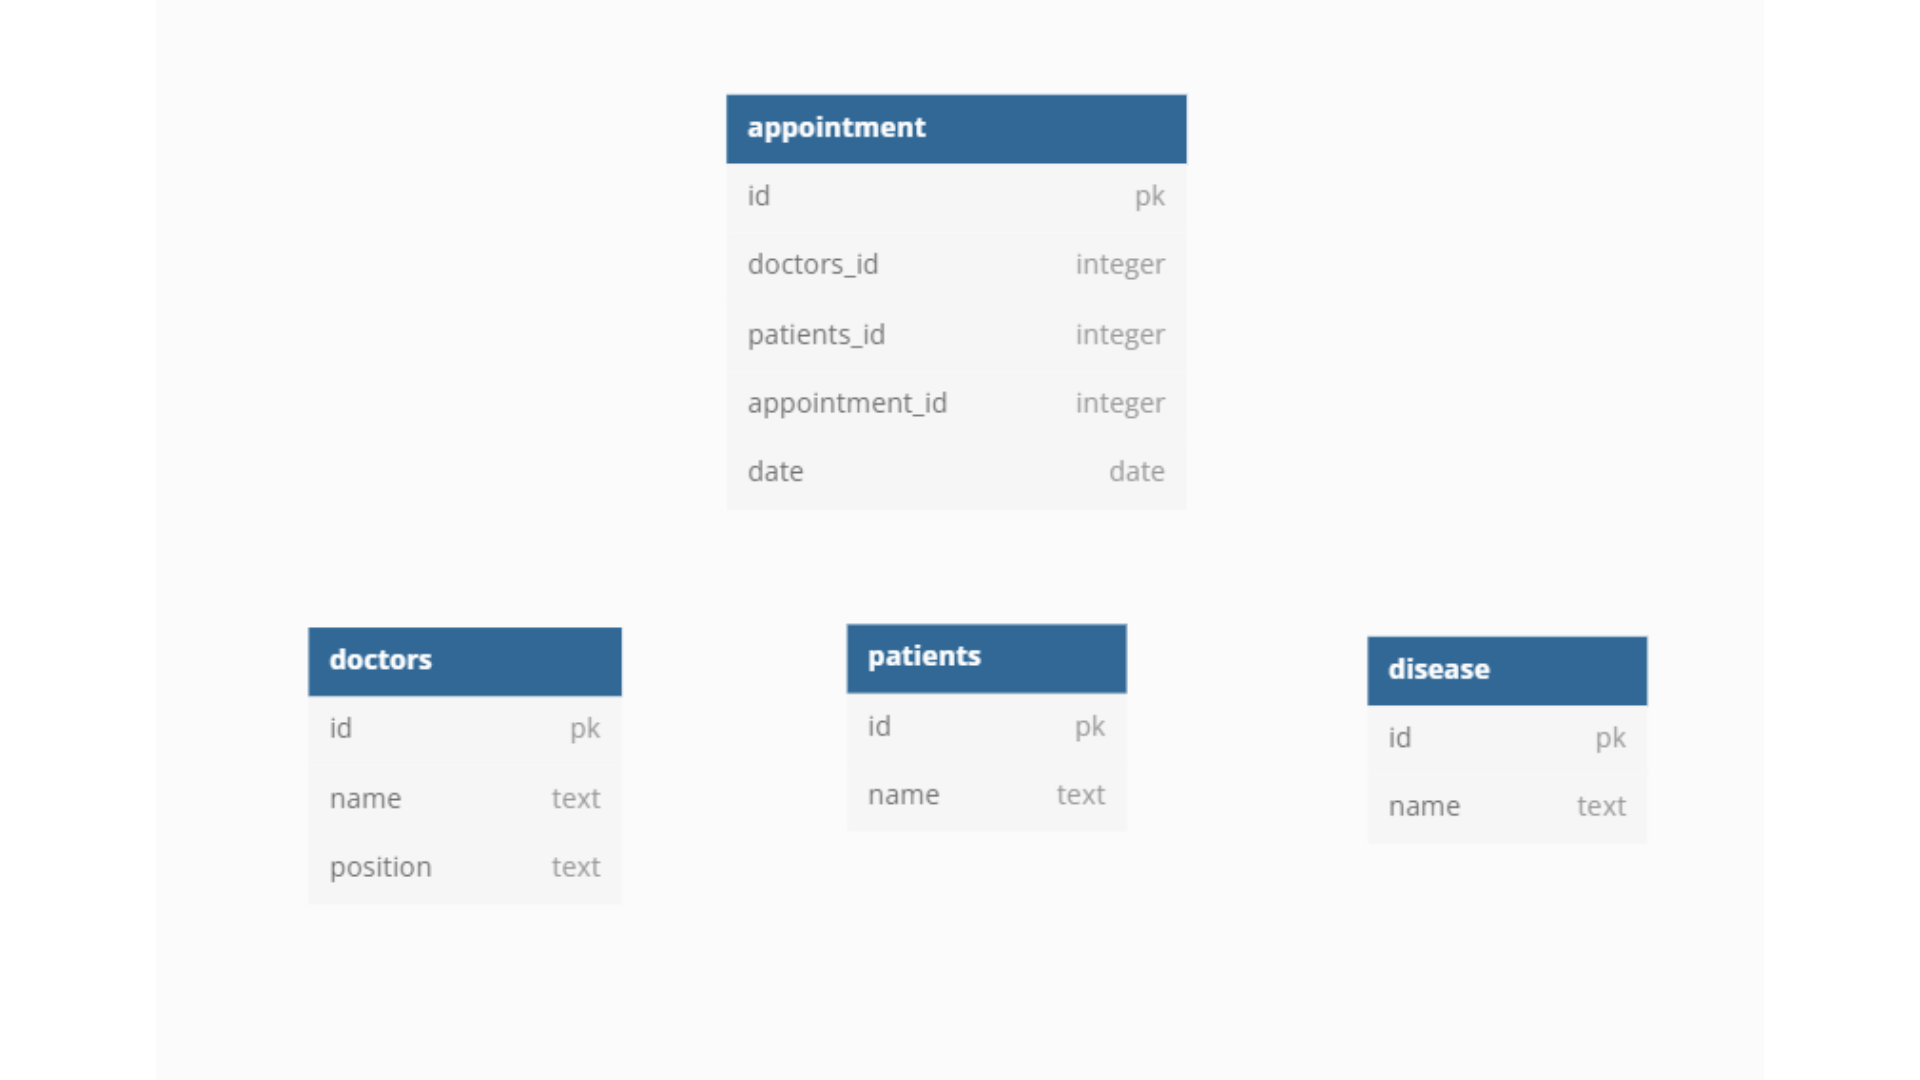 appointment
id pk
doctors_id integer
patients_id integer
appointment_id integer
date date
doctors
id pk
name text
position text
patients
id pk
name text
disease
id pk
name text